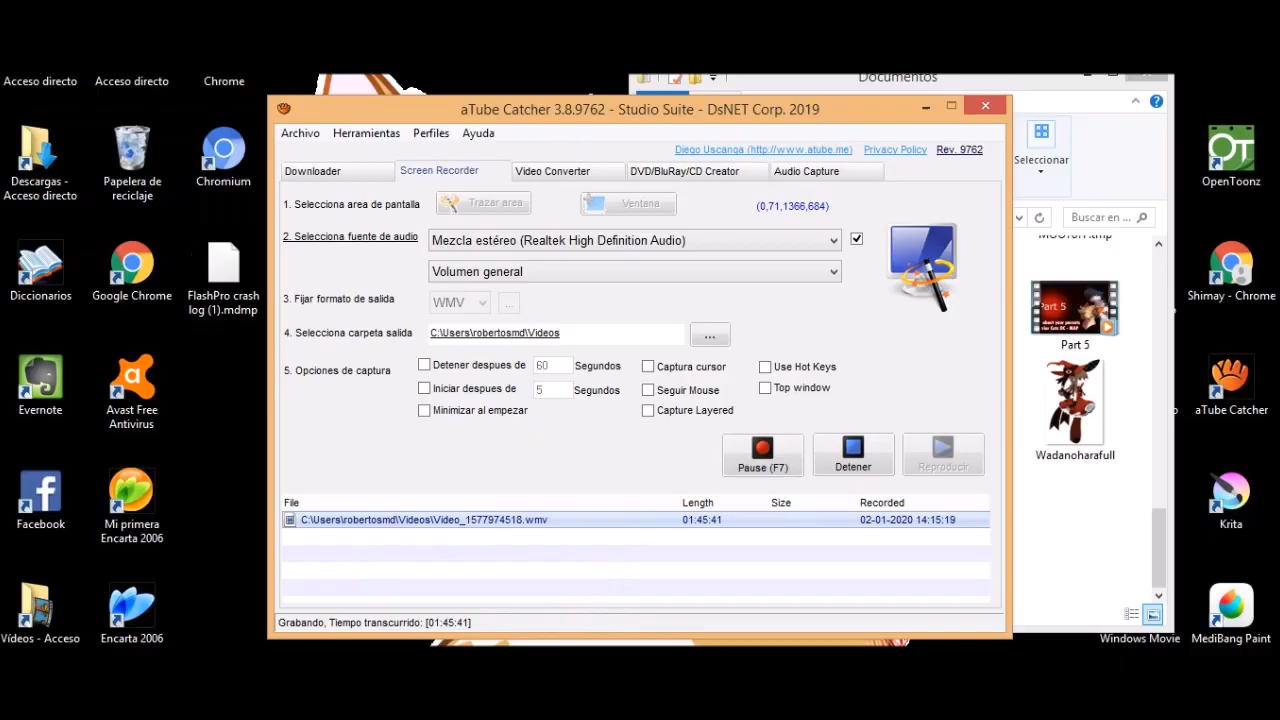 Acceso directo
Acceso directo
Chrome
Documentos
aTube Catcher 3.8.9762 - Studio Suite - DsNET Corp. 2019
Archivo Herramientas Perfiles Ayuda
Diego Uscanga (http://www.atube.me) Privacy Policy Rev. 9762
Downloader Screen Recorder Video Converter DVD/BluRay/CD Creator Audio Capture
1. Selecciona area de pantalla Trazar area Ventana (0,71,1366,684)
2. Selecciona fuente de audio Mezcla estéreo (Realtek High Definition Audio)
Volumen general
3. Fijar formato de salida WMV ...
4. Selecciona carpeta salida C:\Users\robertosmd\Videos ...
5. Opciones de captura
Detener despues de 60 Segundos Captura cursor Use Hot Keys
Iniciar despues de 5 Segundos Seguir Mouse Top window
Minimizar al empezar Capture Layered
Pause (F7) Detener Reproducir
File Length Size Recorded
C:\Users\robertosmd\Videos\Video_1577974518.wmv 01:45:41 02-01-2020 14:15:19
Grabando, Tiempo transcurrido: [01:45:41]
Descargas -
Acceso directo
Papelera de
reciclaje
Chromium
Diccionarios
Google Chrome
FlashPro crash
log (1).mdmp
Evernote
Avast Free
Antivirus
Facebook
Mi primera
Encarta 2006
Vídeos - Acceso
Encarta 2006
Seleccionar
Buscar en ...
Part 5
Part 5
Wadanoharafull
Windows Movie
OpenToonz
Shimay - Chrome
aTube Catcher
Krita
MediBang Paint